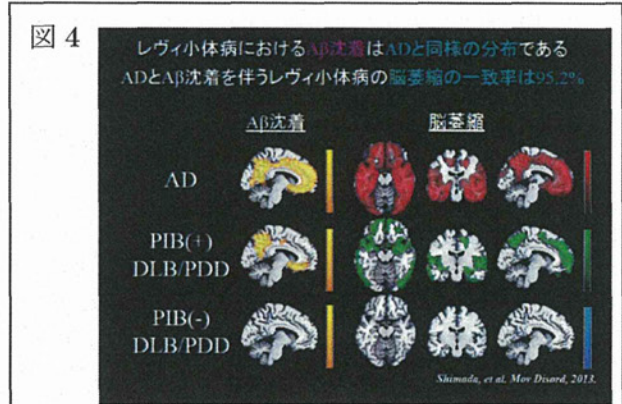 図 4
レヴィ小体病におけるAβ沈着はADと同様の分布である
ADとAβ沈着を伴うレヴィ小体病の脳萎縮の一致率は95.2%。
Aβ沈着 脳萎縮
AD
PIB(+)
DLB/PDD
PIB(-)
DLB/PDD
Shimada, et al. Mov Disord, 2013.